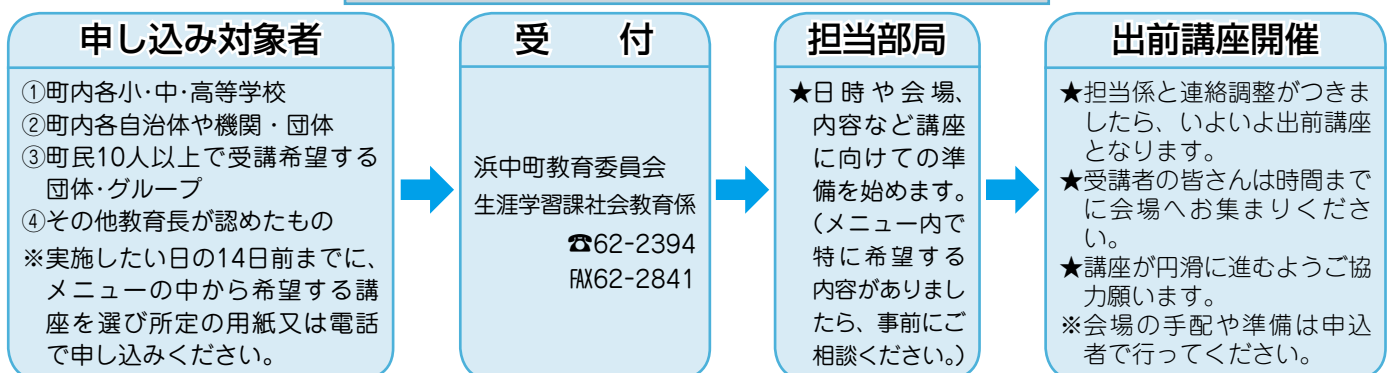 申し込み対象者
①町内各小･中･高等学校
②町内各自治体や機関・団体
③町民10人以上で受講希望する
団体･グループ
④その他教育長が認めたもの
※実施したい日の14日前までに、
メニューの中から希望する講
座を選び所定の用紙又は電話
で申し込みください。
受　付
浜中町教育委員会
生涯学習課社会教育係
☎62-2394
FAX62-2841
担当部局
★日時や会場、
内容など講座
に向けての準
備を始めます。
(メニュー内で
特に希望する
内容がありまし
たら、事前にご
相談ください。)
出前講座開催
★担当係と連絡調整がつきま
したら、いよいよ出前講座
となります。
★受講者の皆さんは時間まで
に会場へお集まりくださ
い。
★講座が円滑に進むようご協
力願います。
※会場の手配や準備は申込
者で行ってください。